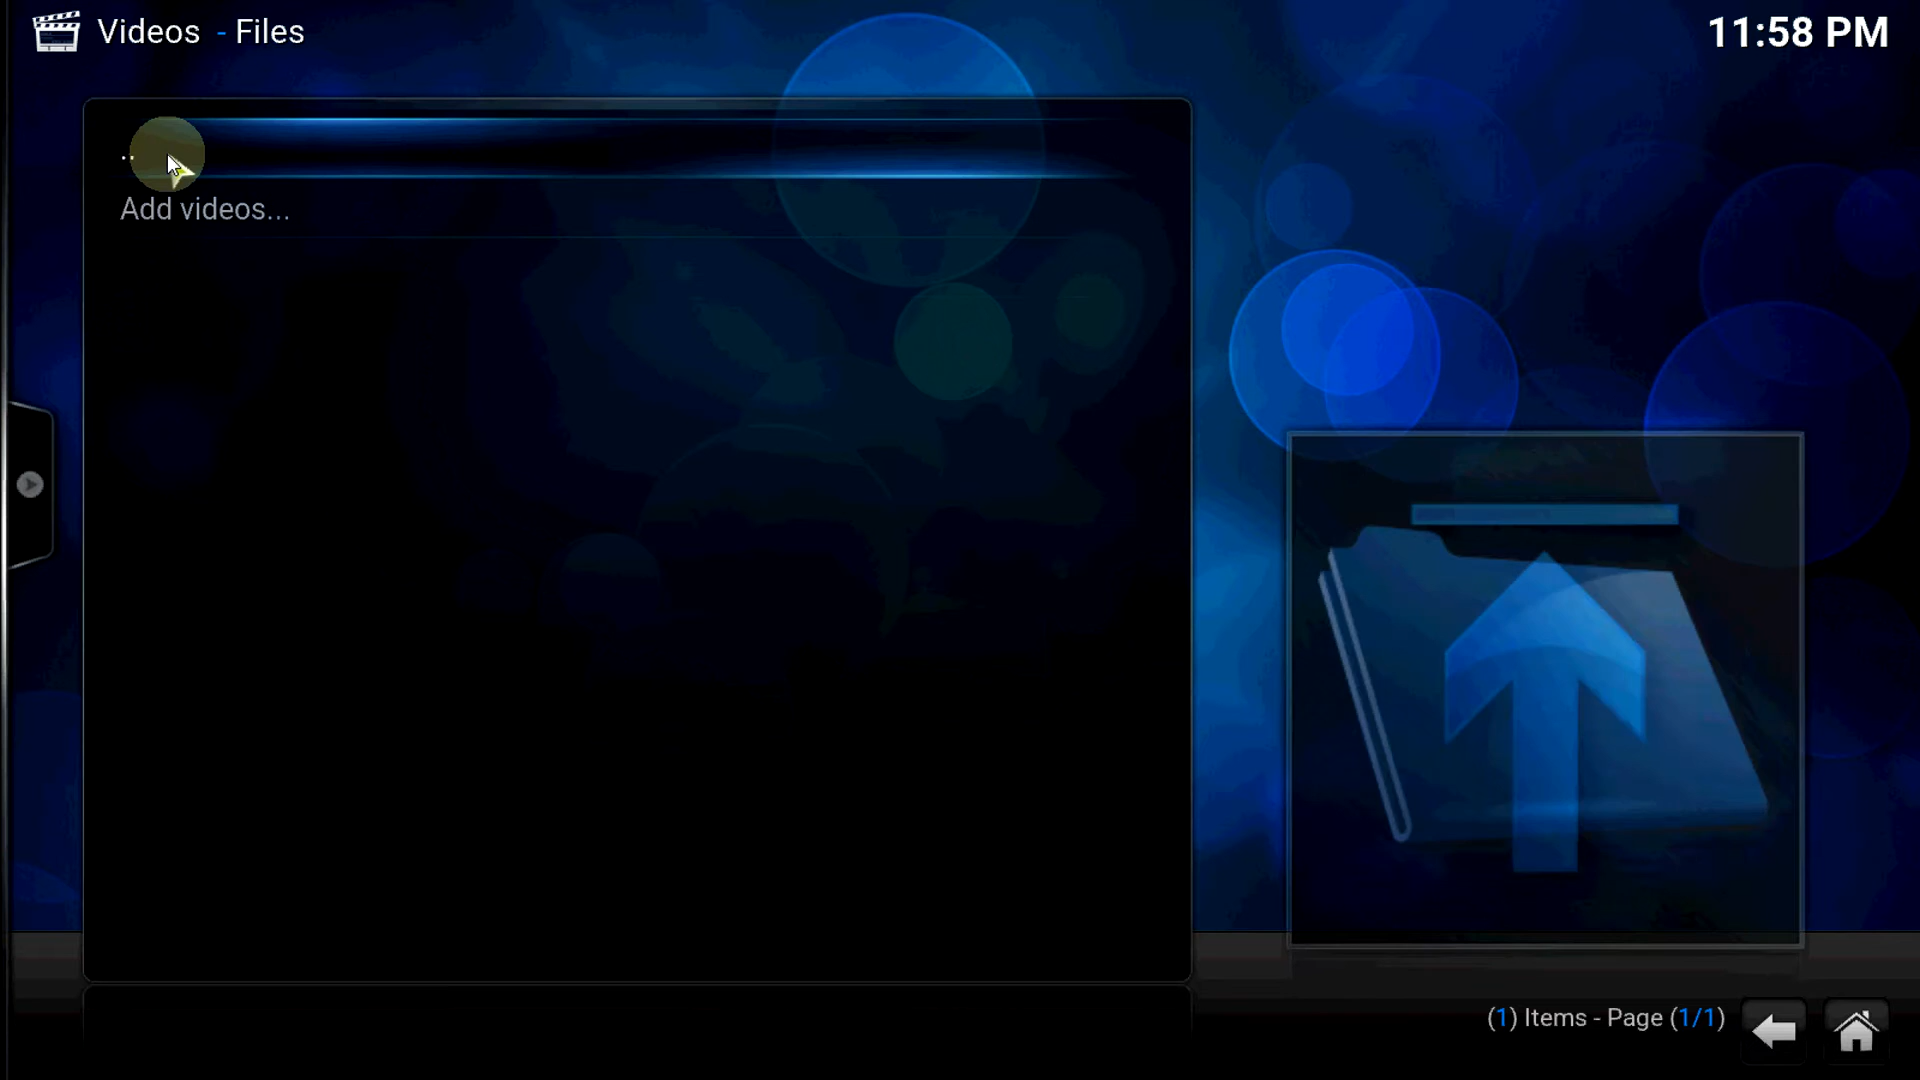 Videos - Files
11:58 PM
..
Add videos...
(1) Items - Page (1/1)